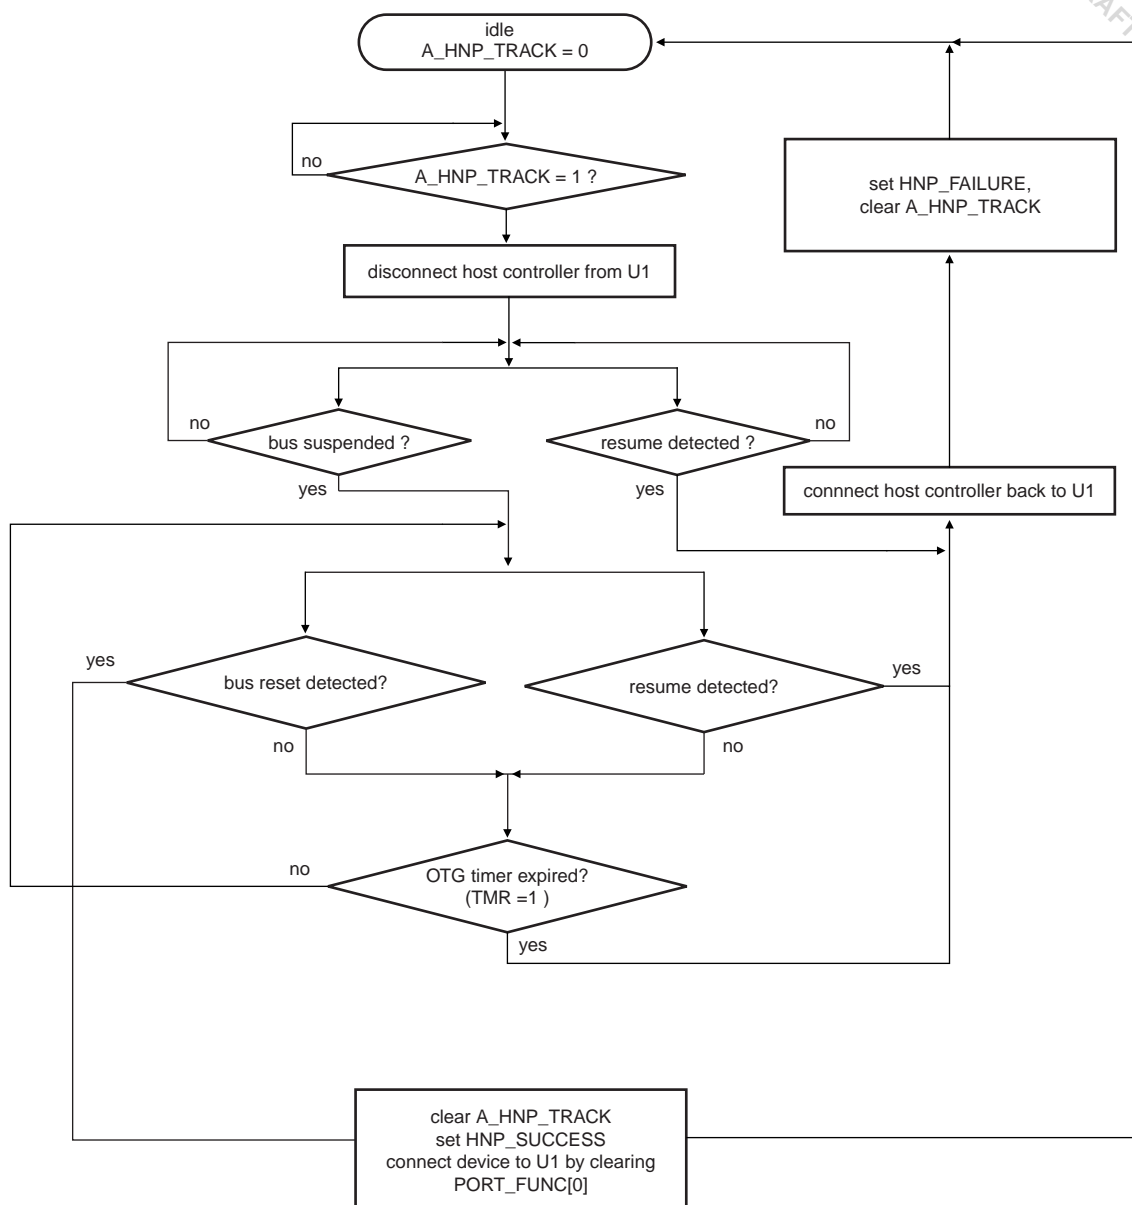 idle
A_HNP_TRACK = 0
no
A_HNP_TRACK = 1 ?
set HNP_FAILURE,
clear A_HNP_TRACK
disconnect host controller from U1
no
bus suspended ?
resume detected ?
no
yes
yes
connnect host controller back to U1
yes
bus reset detected?
resume detected?
yes
no
no
no
OTG timer expired?
(TMR =1 )
yes
clear A_HNP_TRACK
set HNP_SUCCESS
connect device to U1 by clearing
PORT_FUNC[0]